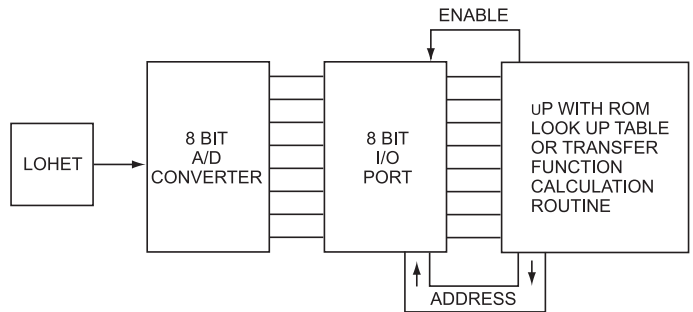 ENABLE
LOHET
8 BIT
A/D
CONVERTER
8 BIT
I/O
PORT
UP WITH ROM
LOOK UP TABLE
OR TRANSFER
FUNCTION
CALCULATION
ROUTINE
ADDRESS